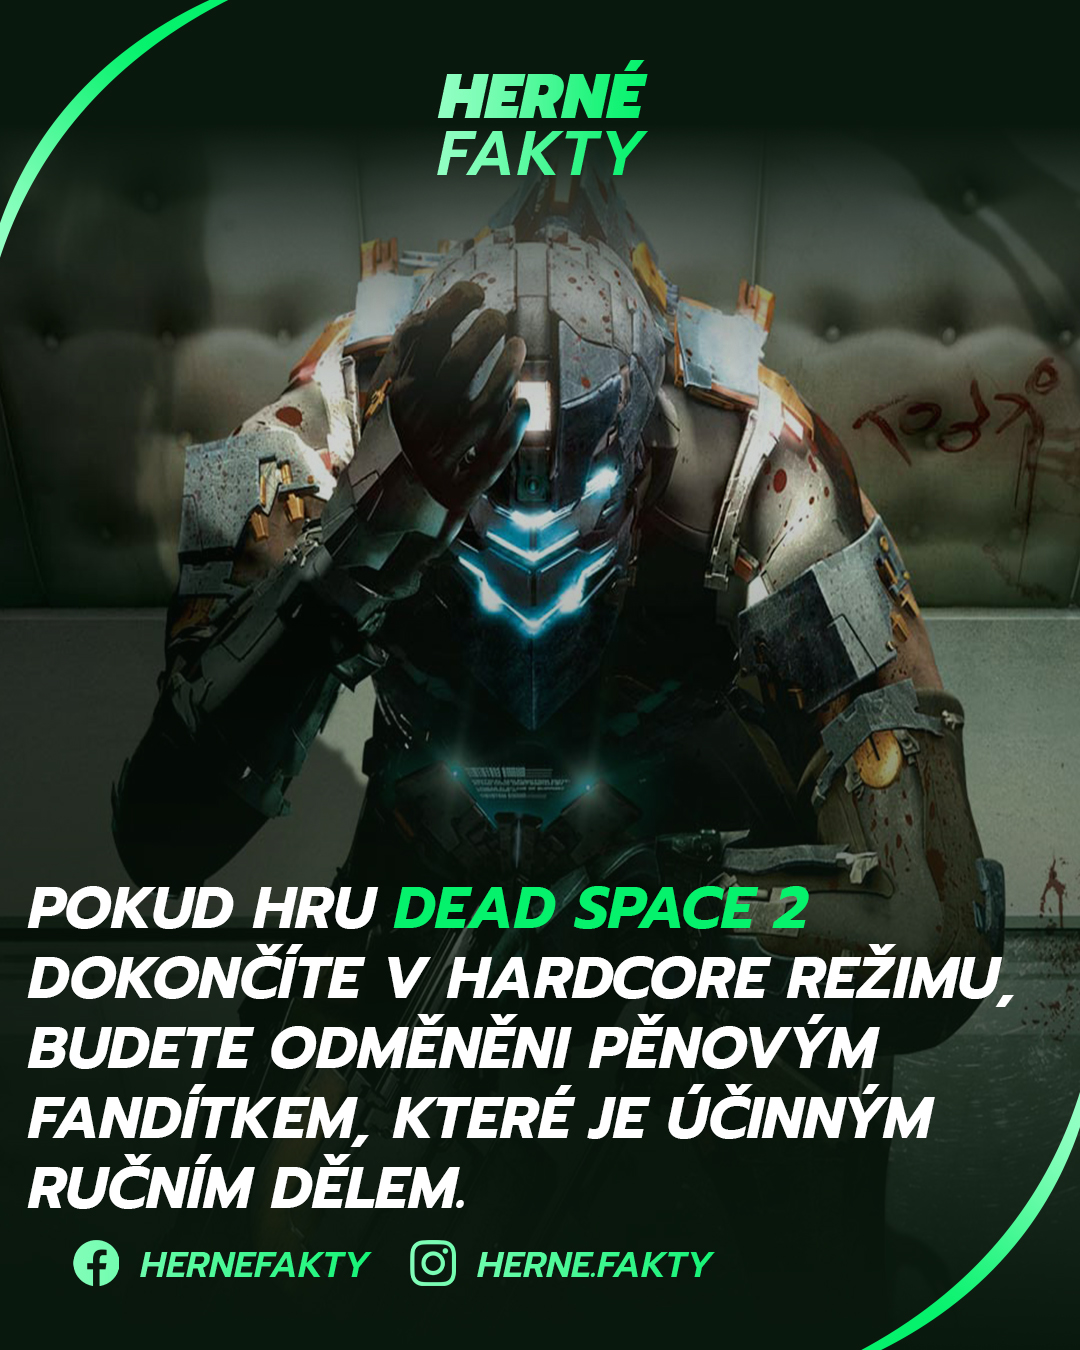 HERNÉ
FAKTY
POKUD HRU DEAD SPACE 2
DOKONČÍTE V HARDCORE REŽIMU,
BUDETE ODMĚNĚNI PĚNOVÝM
FANDÍTKEM, KTERÉ JE ÚČINNÝM
RUČNÍM DĚLEM.
HERNEFAKTY HERNE.FAKTY